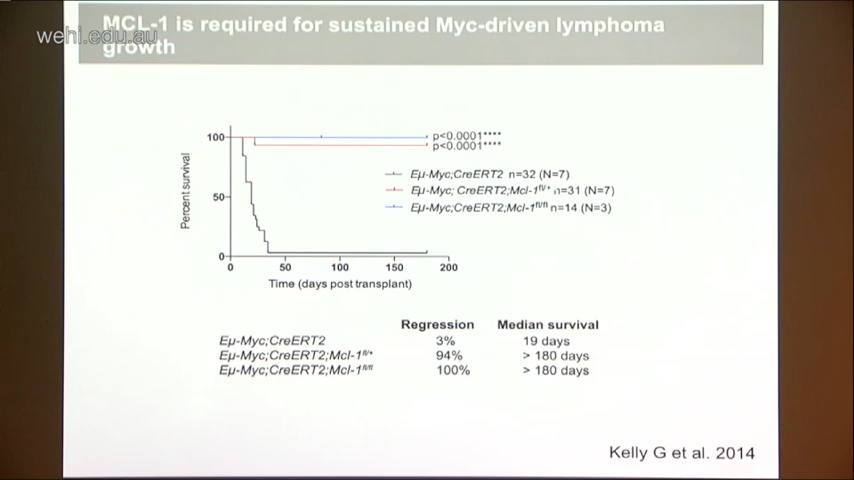 MCL-1 is required for sustained Myc-driven lymphoma
growth
wehi.edu.au
100
50
0
Percent survival
0 50 100 150 200
Time (days post transplant)
p<0.0001****
p<0.0001****
Eμ-Myc;CreERT2 n=32 (N=7)
Eμ-Myc; CreERT2;Mcl-1fl/+ n=31 (N=7)
Eμ-Myc;CreERT2;Mcl-1fl/fl n=14 (N=3)
Regression Median survival
Eμ-Myc;CreERT2 3% 19 days
Eμ-Myc;CreERT2;Mcl-1fl/+ 94% > 180 days
Eμ-Myc;CreERT2;Mcl-1fl/fl 100% > 180 days
Kelly G et al. 2014